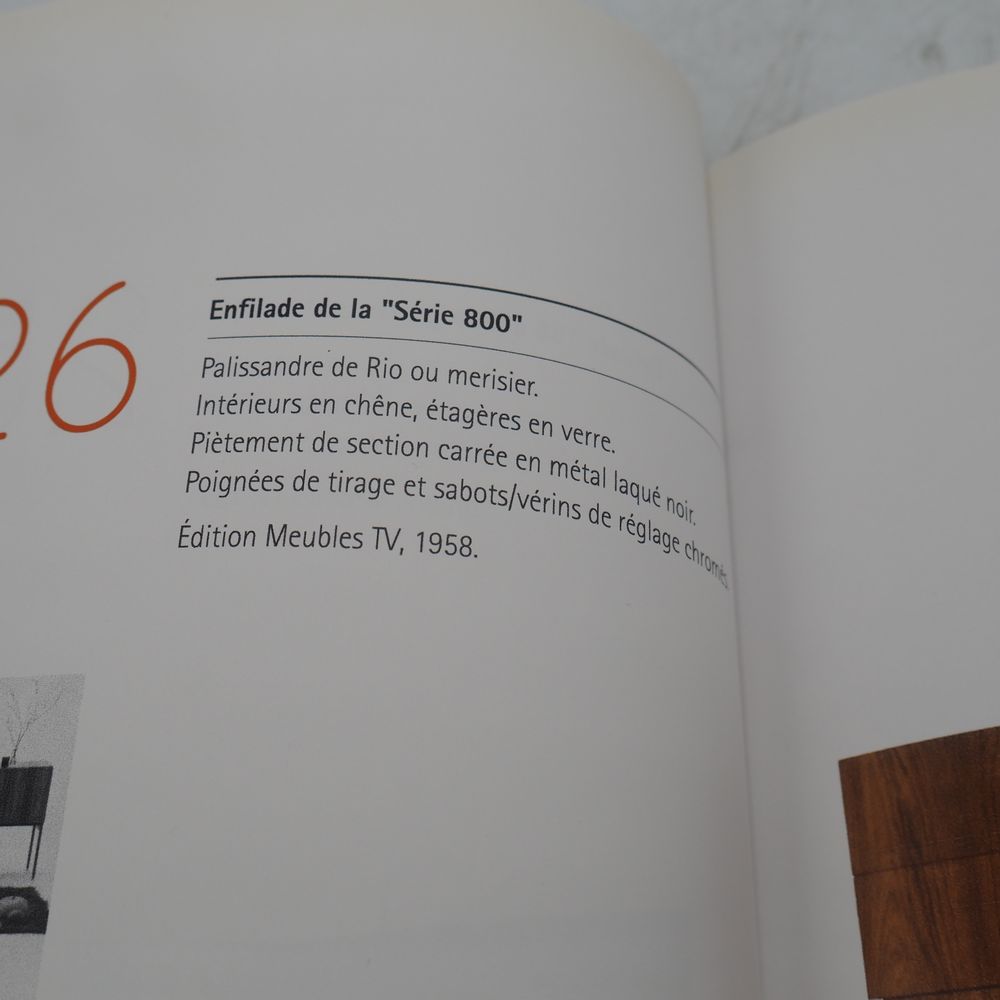 26
Enfilade de la "Série 800"
Palissandre de Rio ou merisier.
Intérieurs en chêne, étagères en verre.
Piètement de section carrée en métal laqué noir.
Poignées de tirage et sabots/vérins de réglage chromés.
Édition Meubles TV, 1958.